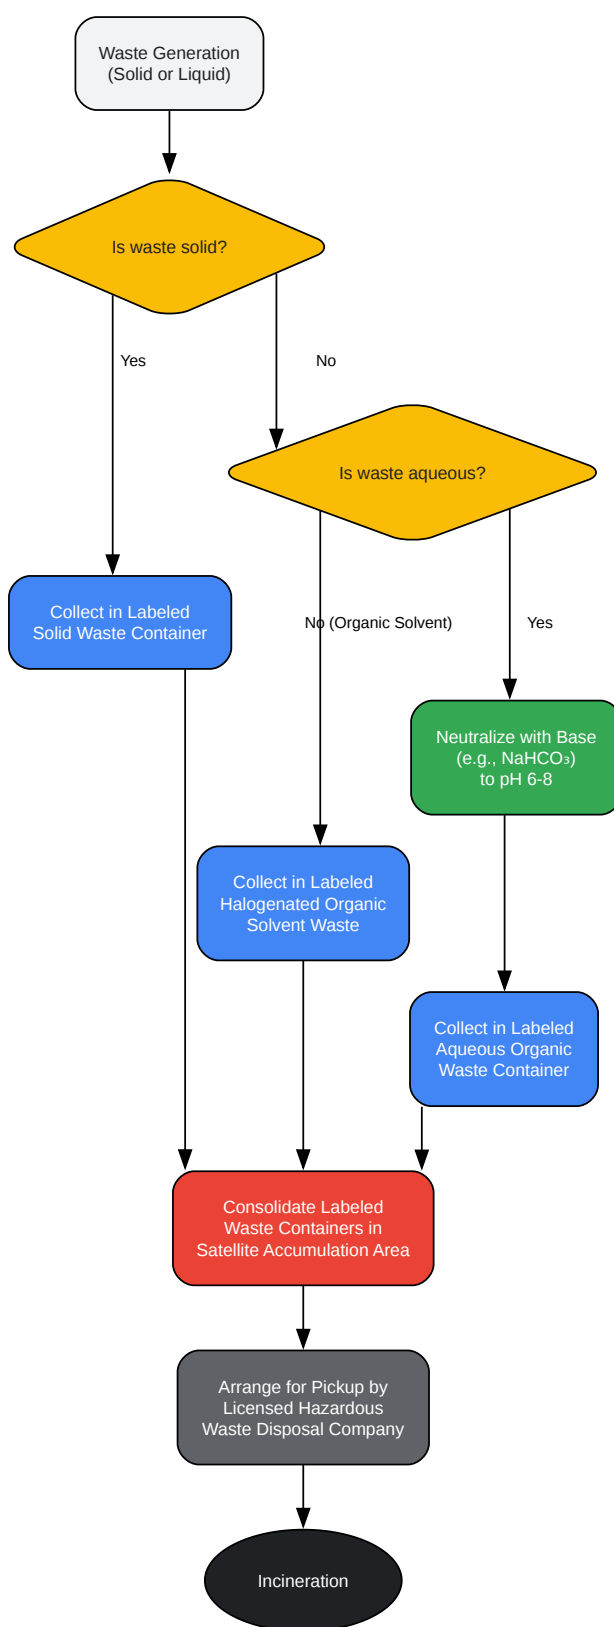 Waste Generation
(Solid or Liquid)
Is waste solid?
Yes
No
Is waste aqueous?
Collect in Labeled
Solid Waste Container
No (Organic Solvent)
Yes
Neutralize with Base
(e.g., NaHCO₃)
to pH 6-8
Collect in Labeled
Halogenated Organic
Solvent Waste
Collect in Labeled
Aqueous Organic
Waste Container
Consolidate Labeled
Waste Containers in
Satellite Accumulation Area
Arrange for Pickup by
Licensed Hazardous
Waste Disposal Company
Incineration